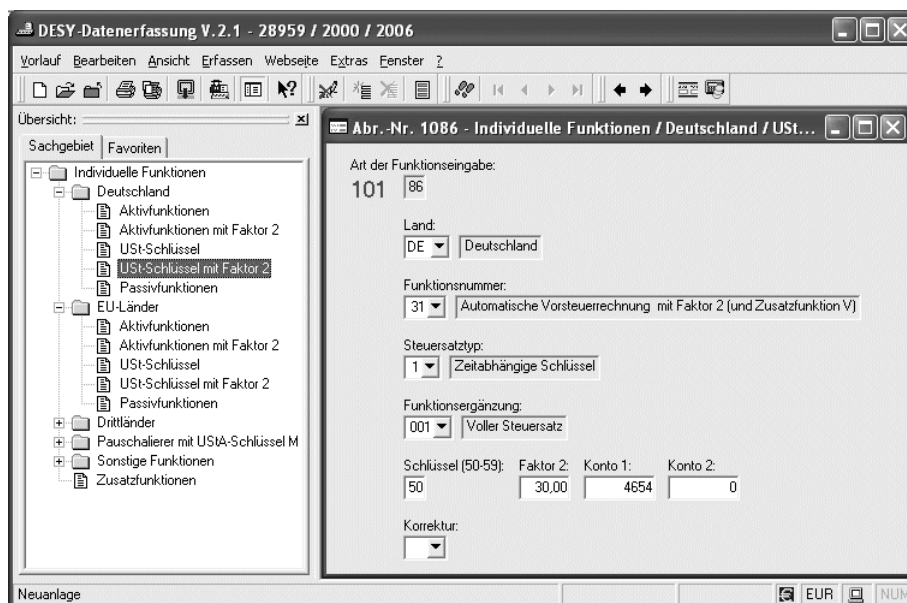 DESY-Datenerfassung V.2.1 - 28959 / 2000 / 2006
Vorlauf Bearbeiten Ansicht Erfassen Webseite Extras Fenster ?
Übersicht:
Sachgebiet Favoriten
Individuelle Funktionen
Deutschland
Aktivfunktionen
Aktivfunktionen mit Faktor 2
USt-Schlüssel
USt-Schlüssel mit Faktor 2
Passivfunktionen
EU-Länder
Aktivfunktionen
Aktivfunktionen mit Faktor 2
USt-Schlüssel
USt-Schlüssel mit Faktor 2
Passivfunktionen
Drittländer
Pauschalierer mit UStA-Schlüssel M
Sonstige Funktionen
Zusatzfunktionen
Abr.-Nr. 1086 - Individuelle Funktionen / Deutschland / USt...
Art der Funktionseingabe:
101 86
Land:
DE Deutschland
Funktionsnummer:
31 Automatische Vorsteuerrechnung mit Faktor 2 (und Zusatzfunktion V)
Steuersatztyp:
1 Zeitabhängige Schlüssel
Funktionsergänzung:
001 Voller Steuersatz
Schlüssel (50-59): Faktor 2: Konto 1: Konto 2:
50 30,00 4654 0
Korrektur:
Neuanlage EUR NUM